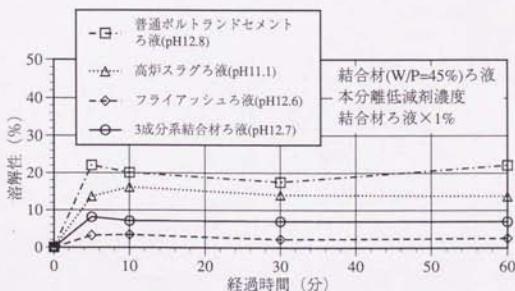 普通ポルトランドセメント
ろ液(pH12.8)
高炉スラグろ液(pH11.1)
フライアッシュろ液(pH12.6)
3成分系結合材ろ液(pH12.7)
結合材(W/P=45%)ろ液
本分離低減剤濃度
結合材ろ液×1%
溶解性(%)
50
40
30
20
10
0
0 10 20 30 40 50 60
経過時間(分)